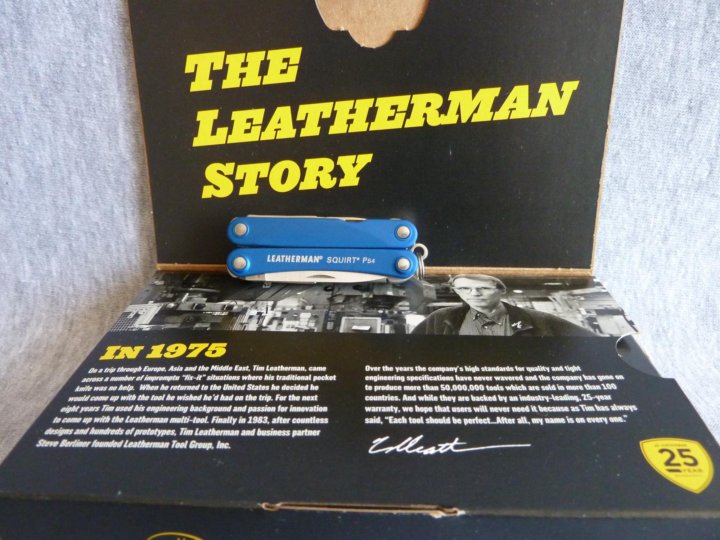 THE
LEATHERMAN
STORY
LEATHERMAN® SQUIRT® PS4
IN 1975
On a trip through Europe, Asia and the Middle East, Tim Leatherman, came
across a number of impromptu "fix-it" situations where his traditional pocket
knife was no help. When he returned to the United States he decided he
would come up with the tool he wished he'd had on the trip. For the next
eight years Tim used his engineering background and passion for innovation
to come up with the Leatherman multi-tool. Finally in 1983, after countless
designs and hundreds of prototypes, Tim Leatherman and business partner
Steve Berliner founded Leatherman Tool Group, Inc.
Over the years the company's high standards for quality and tight
engineering specifications have never wavered and the company has gone on
to produce more than 50,000,000 tools which are sold in more than 100
countries. And while they are backed by an industry-leading, 25-year
warranty, we hope that users will never need it because as Tim has always
said, "Each tool should be perfect...After all, my name is on every one."
25
YEAR